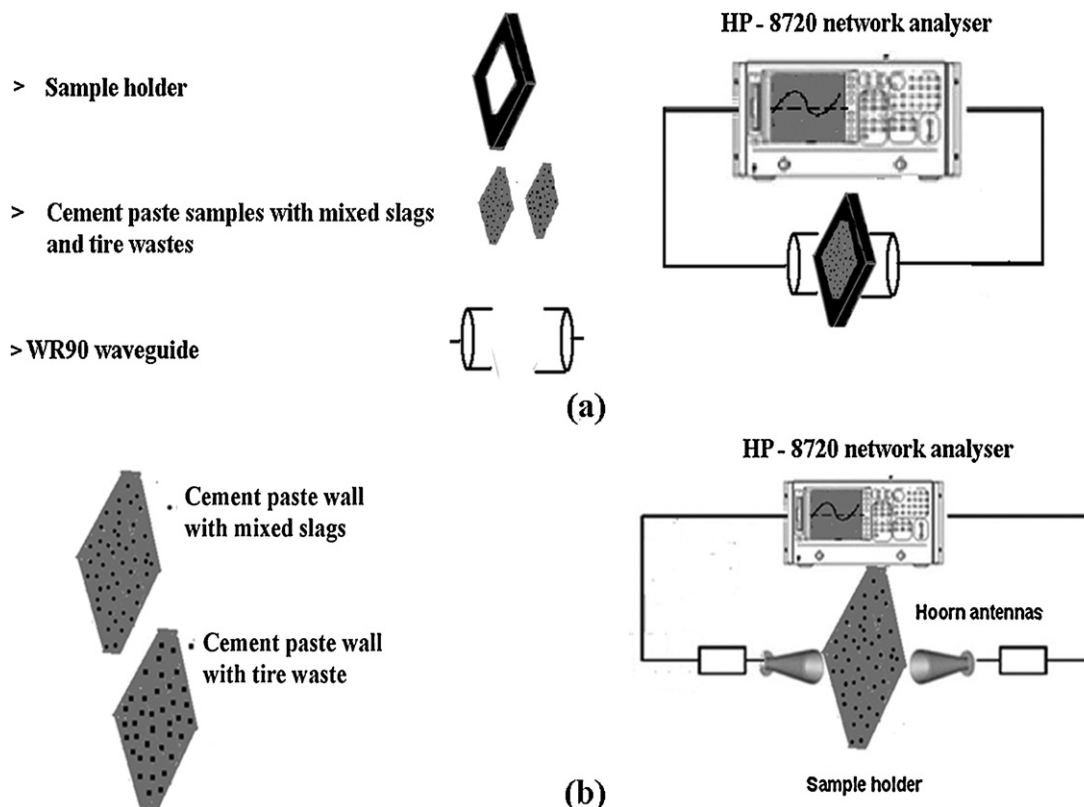 HP - 8720 network analyser
> Sample holder
> Cement paste samples with mixed slags
and tire wastes
> WR90 waveguide
(a)
HP - 8720 network analyser
Cement paste wall
with mixed slags
Hoorn antennas
Cement paste wall
with tire waste
Sample holder
(b)